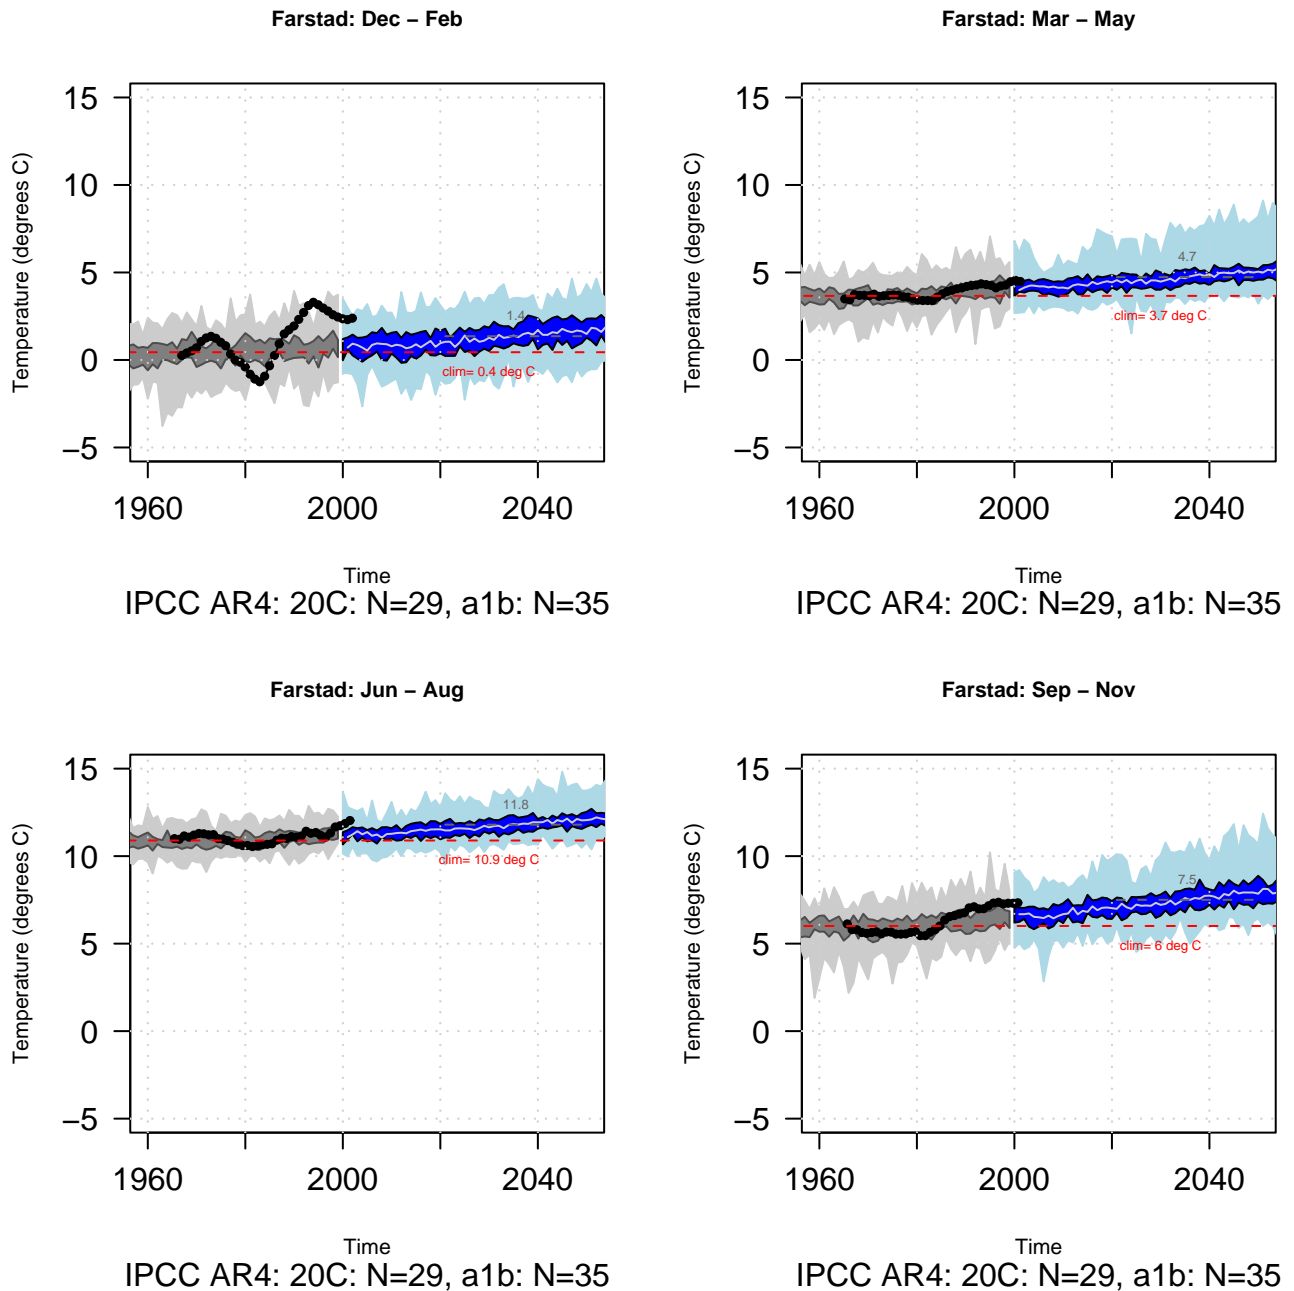 Farstad: Dec − Feb
15
10
5
0
−5
Temperature (degrees C)
1.4
clim= 0.4 deg C
1960
2000
2040
Time
IPCC AR4: 20C: N=29, a1b: N=35
Farstad: Mar − May
15
10
5
0
−5
Temperature (degrees C)
4.7
clim= 3.7 deg C
1960
2000
2040
Time
IPCC AR4: 20C: N=29, a1b: N=35
Farstad: Jun − Aug
15
10
5
0
−5
Temperature (degrees C)
11.8
clim= 10.9 deg C
1960
2000
2040
Time
IPCC AR4: 20C: N=29, a1b: N=35
Farstad: Sep − Nov
15
10
5
0
−5
Temperature (degrees C)
7.5
clim= 6 deg C
1960
2000
2040
Time
IPCC AR4: 20C: N=29, a1b: N=35